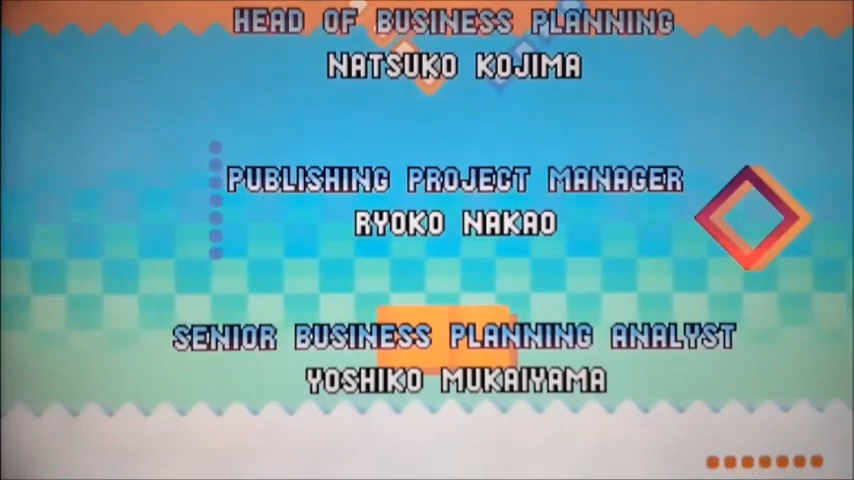 HEAD OF BUSINESS PLANNING
NATSUKO KOJIMA
PUBLISHING PROJECT MANAGER
RYOKO NAKAO
SENIOR BUSINESS PLANNING ANALYST
YOSHIKO MUKAIYAMA